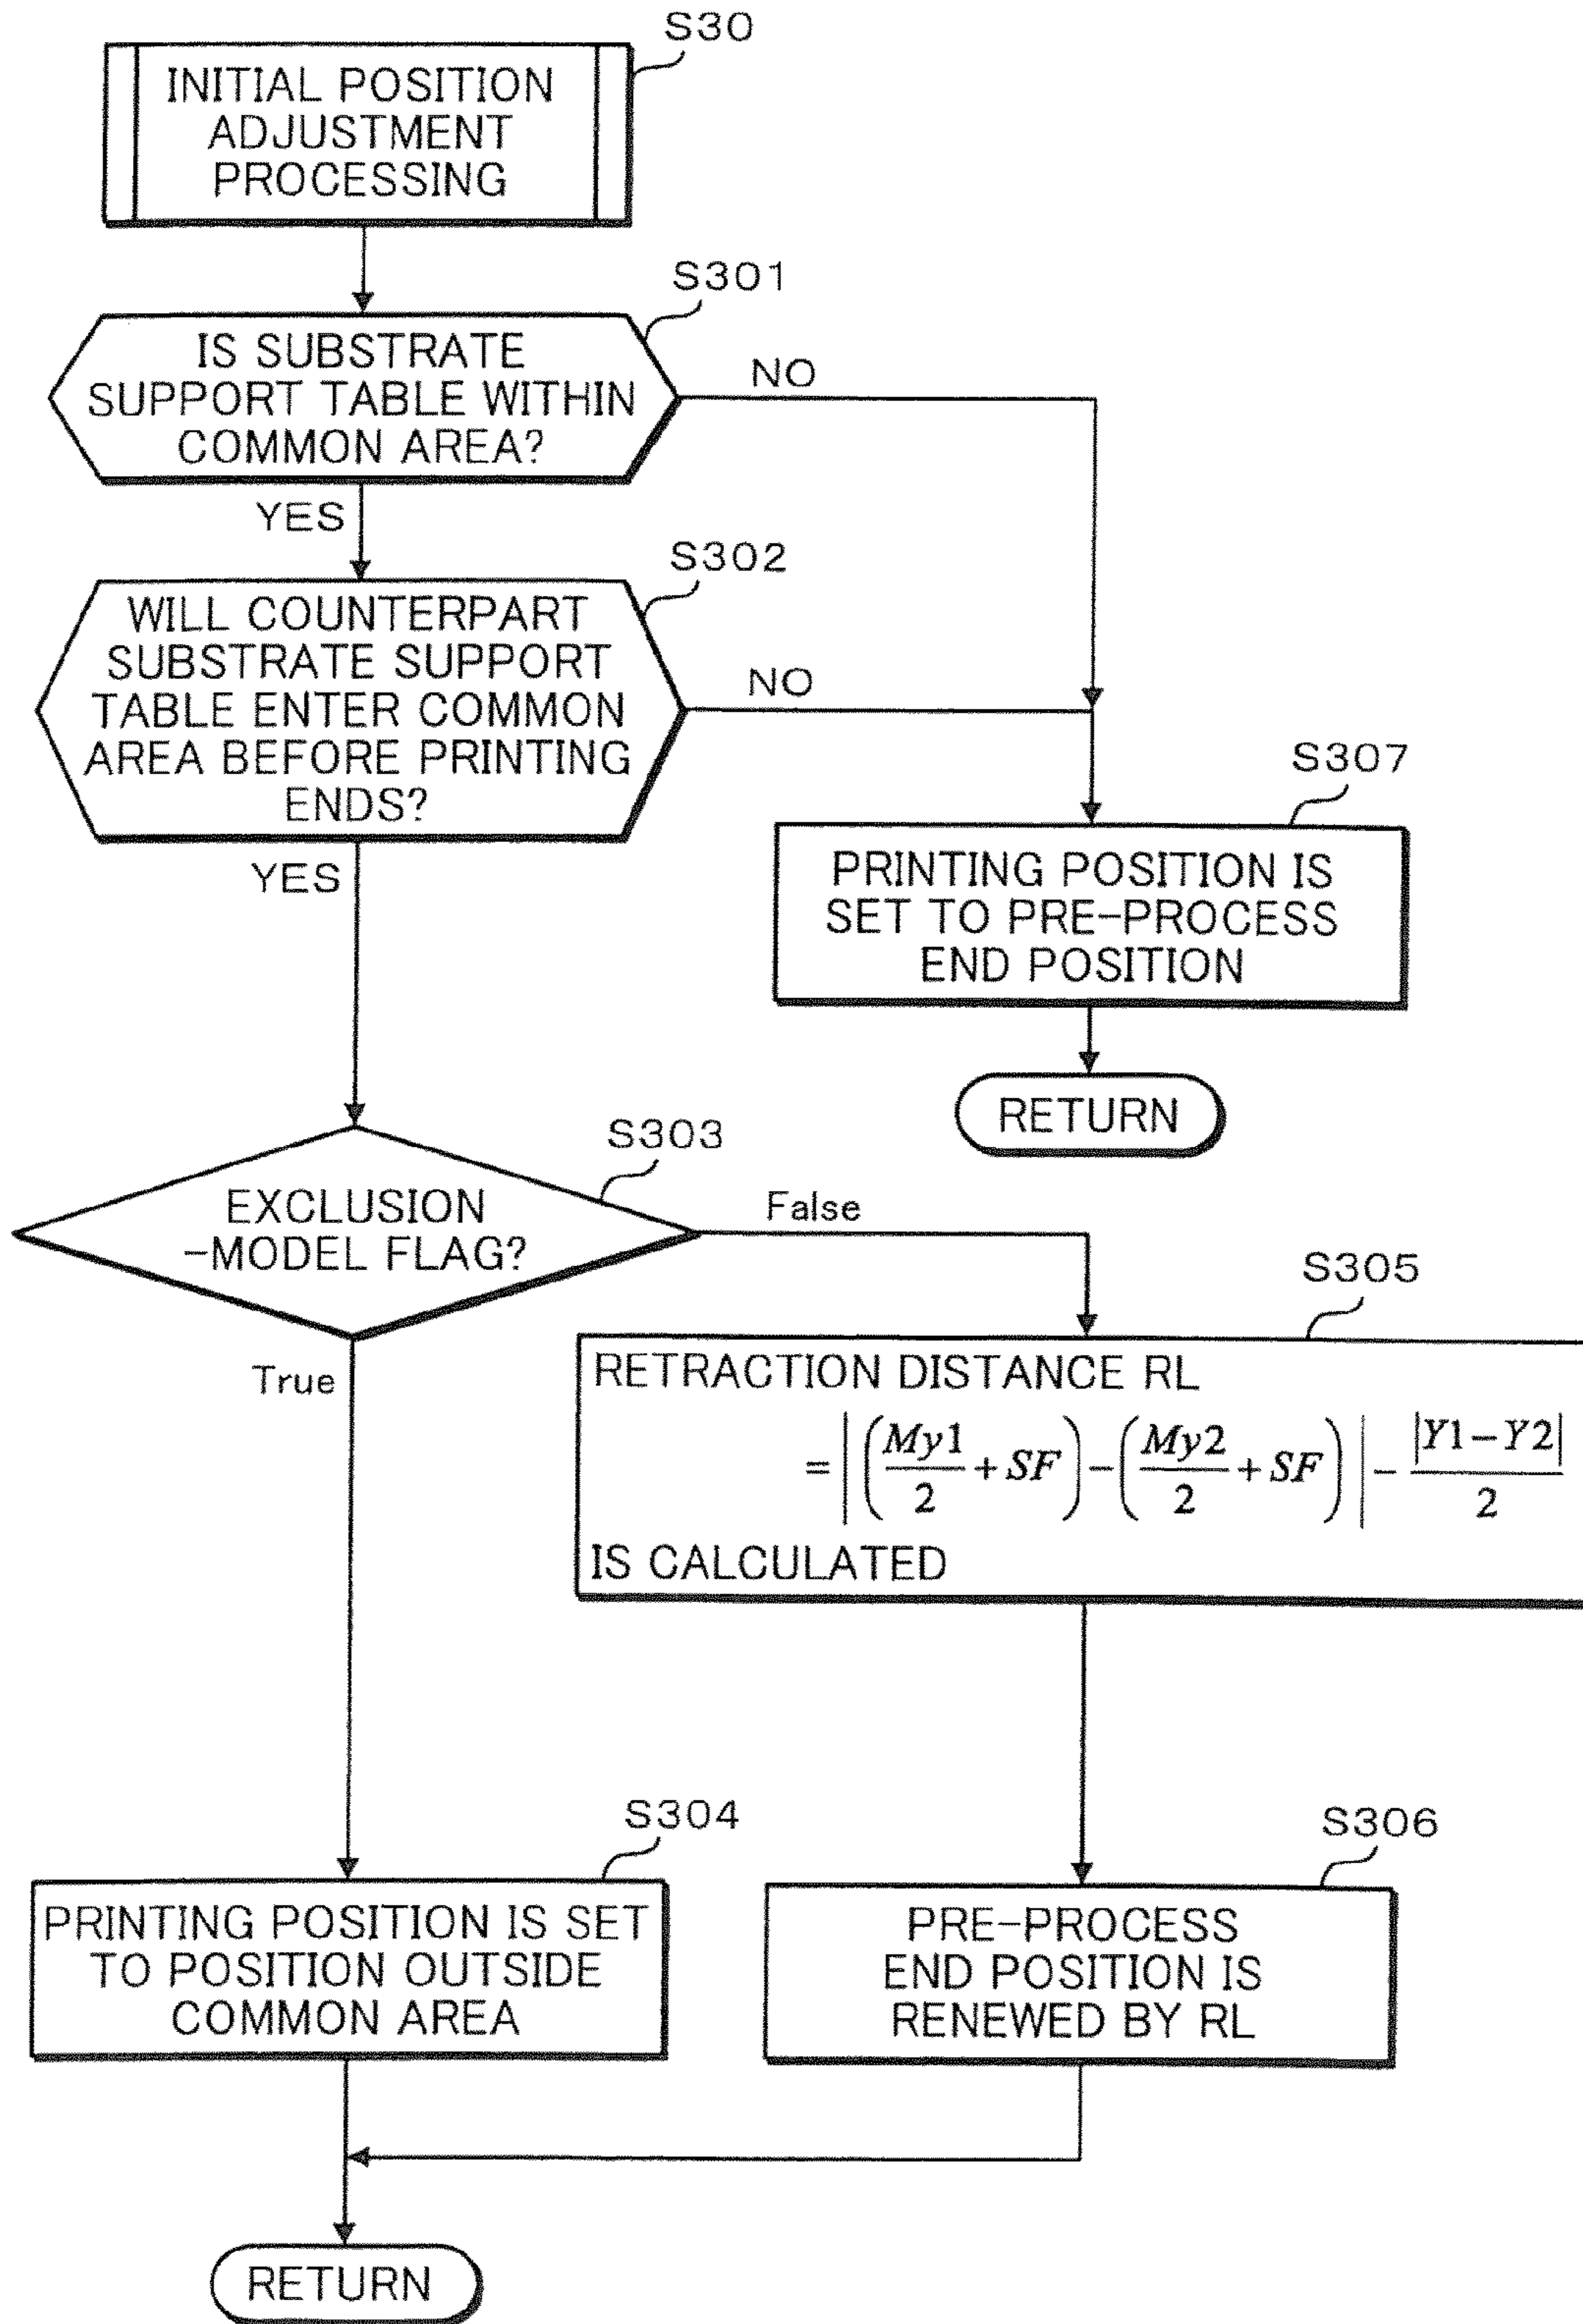 S30
INITIAL POSITION
ADJUSTMENT
PROCESSING
S301
IS SUBSTRATE
SUPPORT TABLE WITHIN
COMMON AREA?
NO
YES
S302
WILL COUNTERPART
SUBSTRATE SUPPORT
TABLE ENTER COMMON
AREA BEFORE PRINTING
ENDS?
NO
YES
S307
PRINTING POSITION IS
SET TO PRE-PROCESS
END POSITION
RETURN
S303
EXCLUSION
-MODEL FLAG?
False
True
S305
RETRACTION DISTANCE RL
= | (My1/2 + SF) - (My2/2 + SF) | - |Y1-Y2|/2
IS CALCULATED
S304
PRINTING POSITION IS SET
TO POSITION OUTSIDE
COMMON AREA
S306
PRE-PROCESS
END POSITION IS
RENEWED BY RL
RETURN